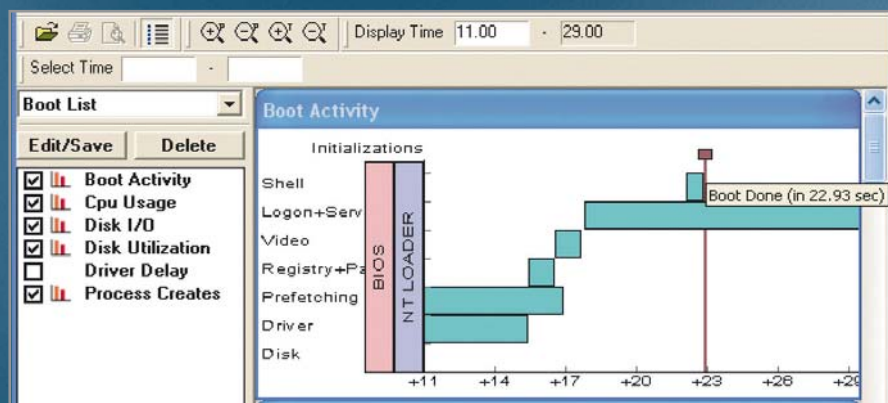 Display Time 11.00 - 29.00
Select Time -
Boot List
Edit/Save Delete
Boot Activity
Cpu Usage
Disk I/O
Disk Utilization
Driver Delay
Process Creates
Boot Activity
Initializations
Shell
Logon+Serv
Video
Registry+Pa
Prefetching
Driver
Disk
BIOS
NT LOADER
Boot Done (in 22.93 sec)
+11 +14 +17 +20 +23 +26 +29